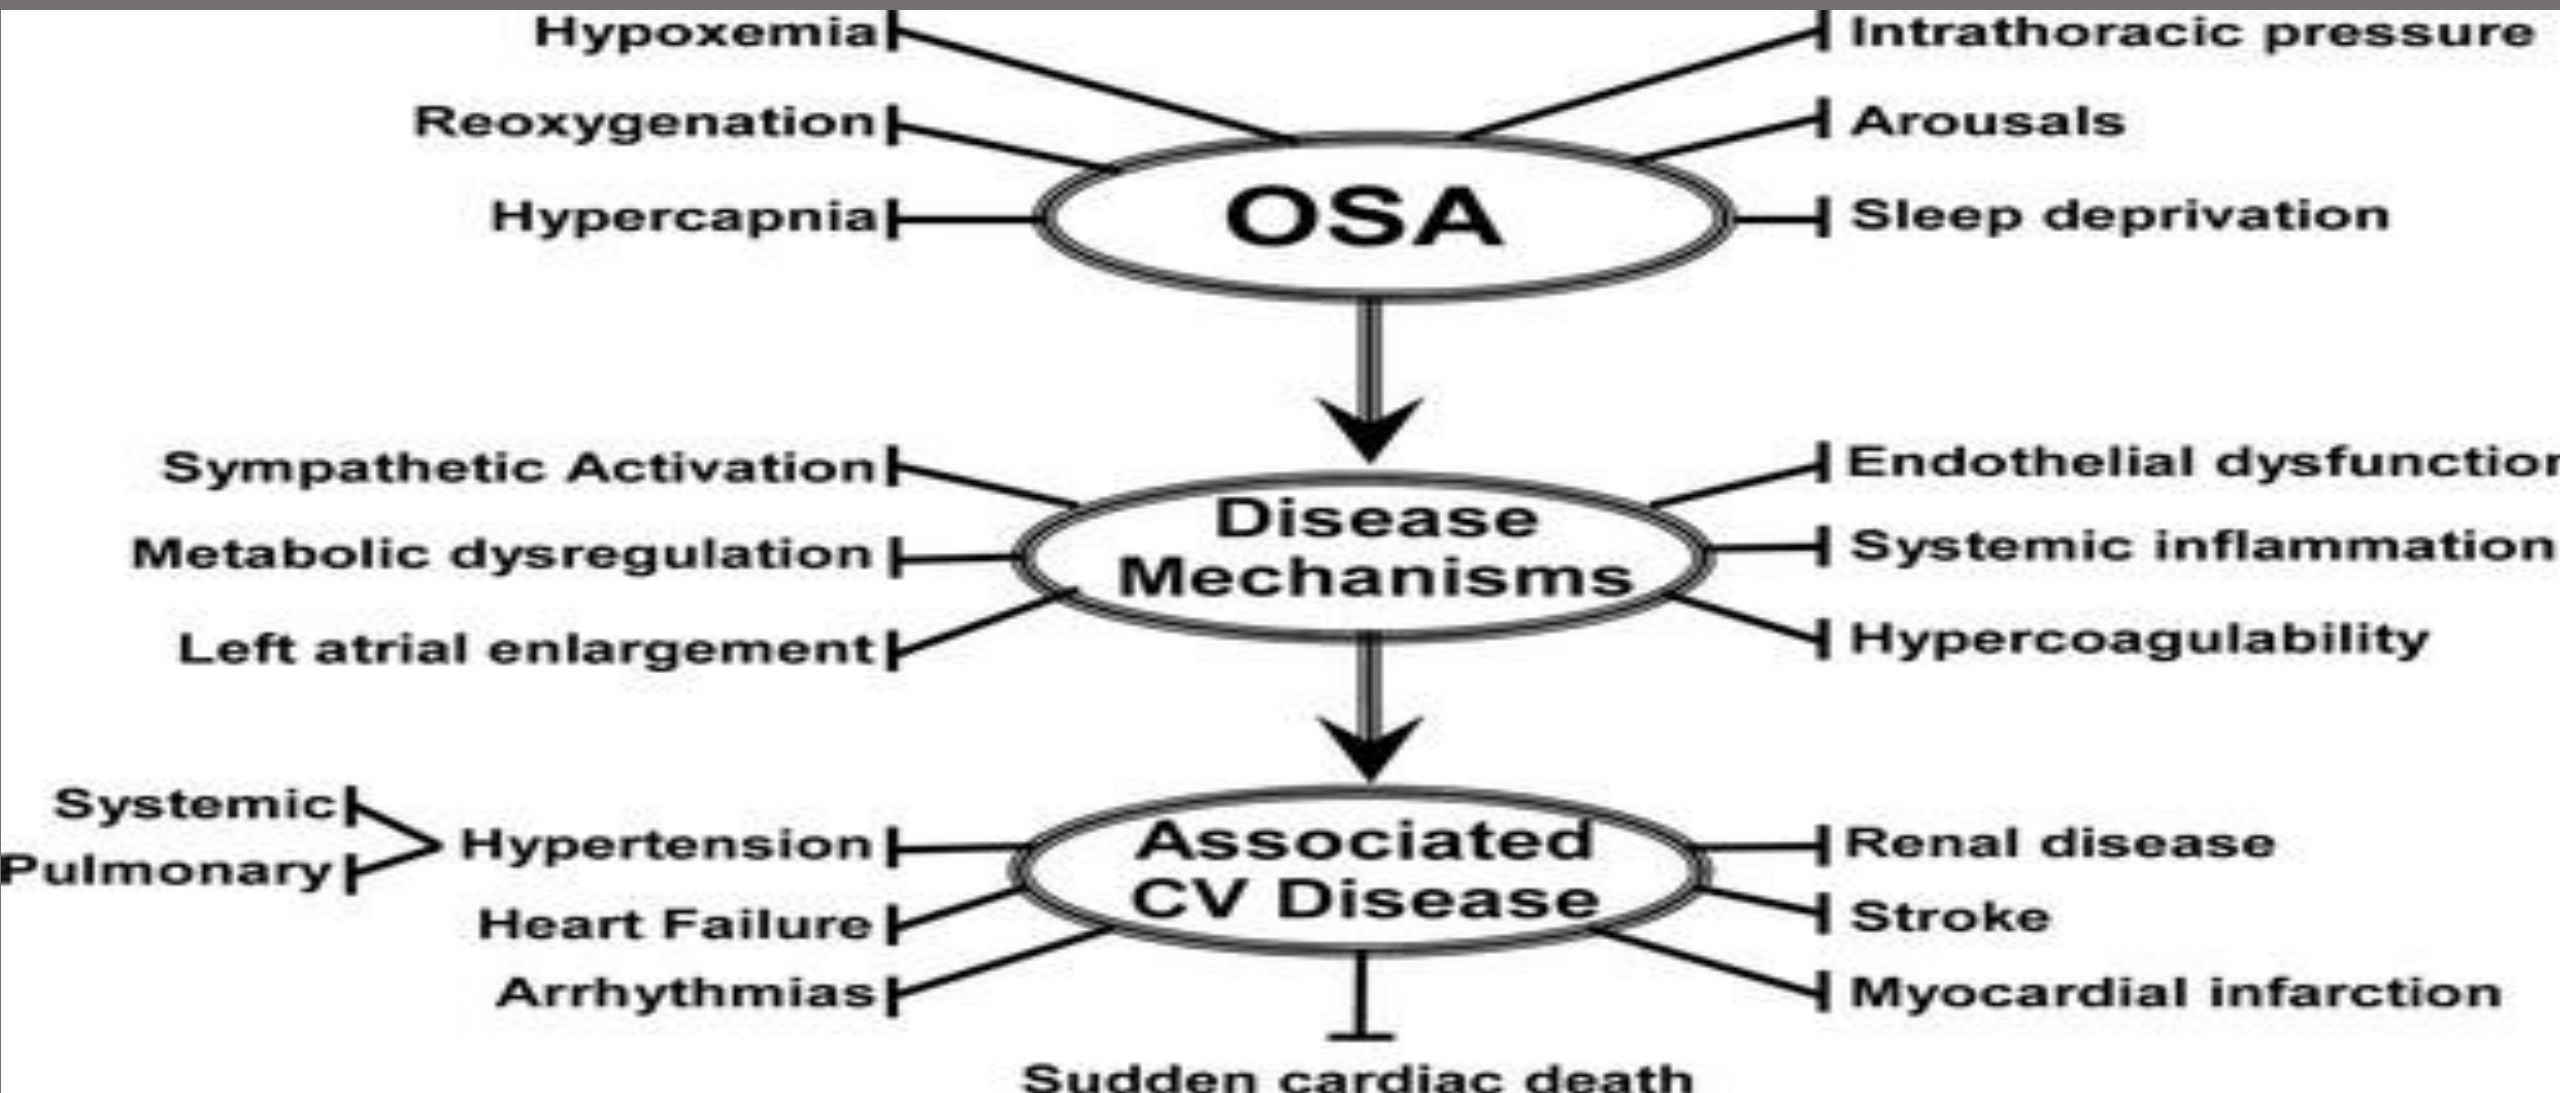 Hypoxemia
Intrathoracic pressure
Reoxygenation
Arousals
Hypercapnia
OSA
Sleep deprivation
Sympathetic Activation
Endothelial dysfunction
Disease
Metabolic dysregulation
Systemic inflammation
Mechanisms
Left atrial enlargement
Hypercoagulability
Systemic
Hypertension
Associated
Renal disease
Pulmonary
CV Disease
Heart Failure
Stroke
Arrhythmias
Myocardial infarction
Sudden cardiac death